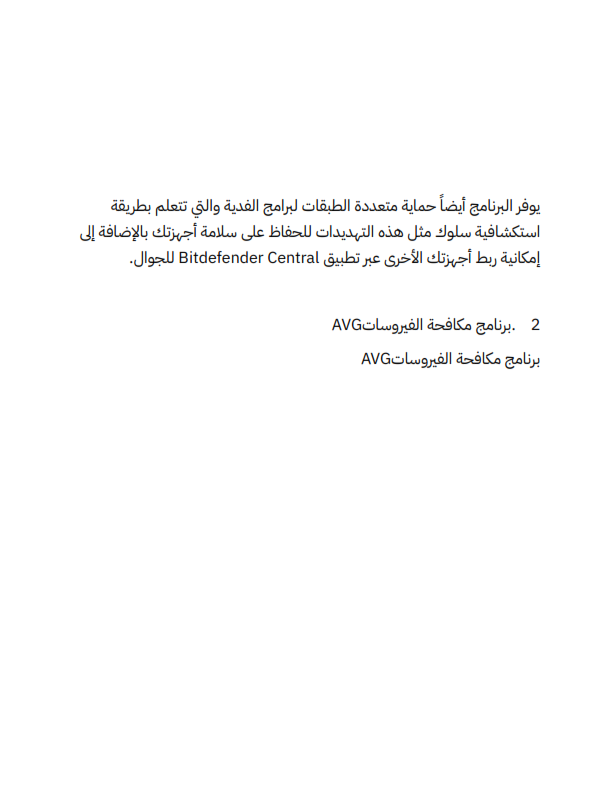 يوفر البرنامج أيضاً حماية متعددة الطبقات لبرامج الفدية والتي تتعلم بطريقة
استكشافية سلوك مثل هذه التهديدات للحفاظ على سلامة أجهزتك بالإضافة إلى
إمكانية ربط أجهزتك الأخرى عبر تطبيق Bitdefender Central للجوال.
2 .برنامج مكافحة الفيروساتAVG
برنامج مكافحة الفيروساتAVG